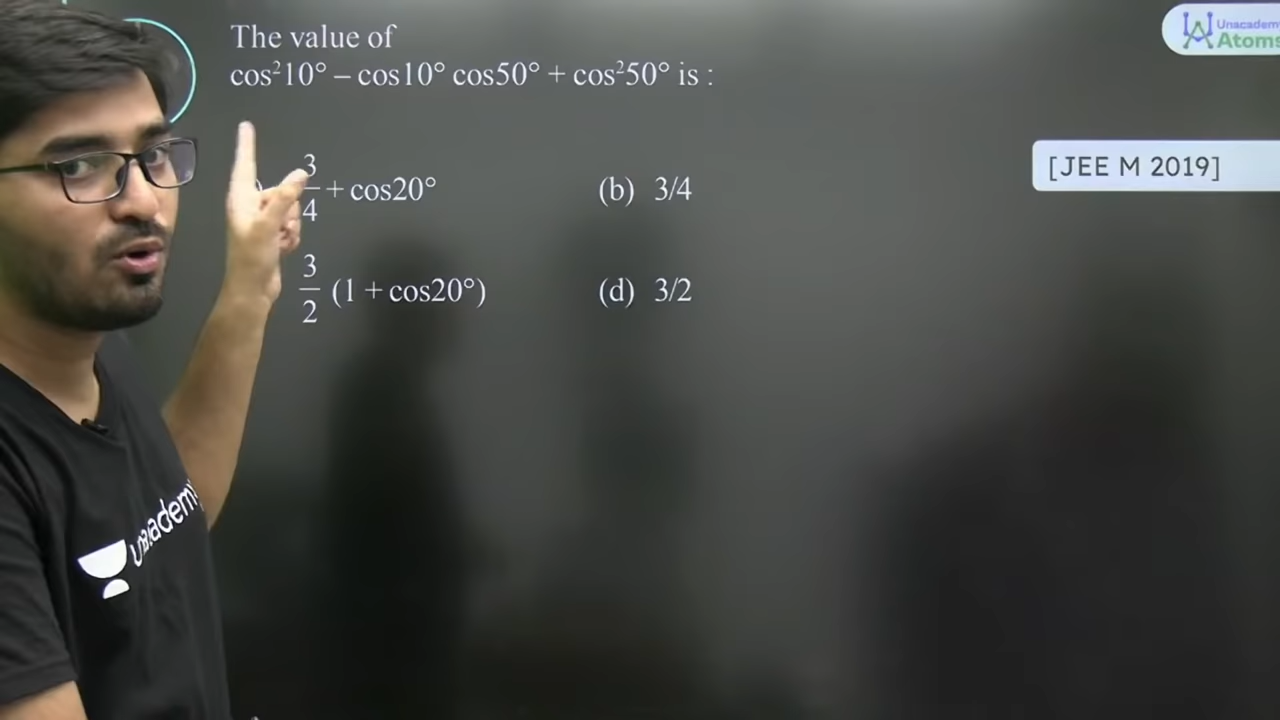 The value of
cos²10° – cos10° cos50° + cos²50° is :
3/4 + cos20°
(b) 3/4
3/2 (1 + cos20°)
(d) 3/2
[JEE M 2019]
Unacademy
Atoms
unacademy